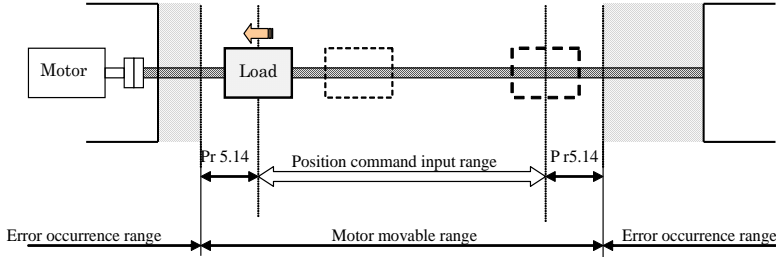 Motor
Load
Pr 5.14
Position command input range
P r5.14
Error occurrence range
Motor movable range
Error occurrence range